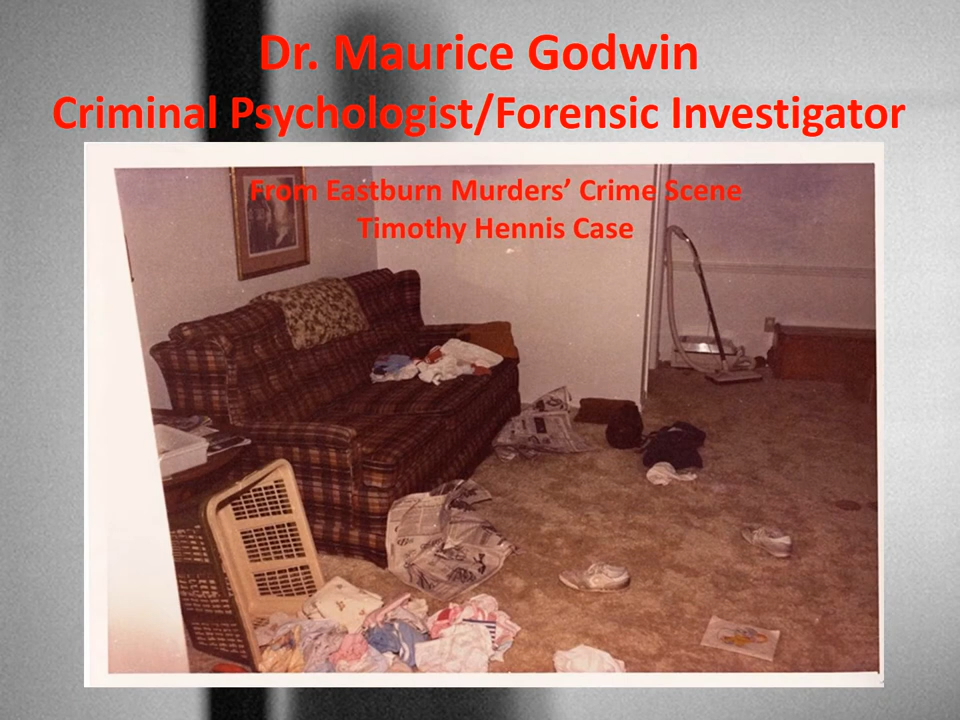 Dr. Maurice Godwin
Criminal Psychologist/Forensic Investigator
From Eastburn Murders’ Crime Scene
Timothy Hennis Case